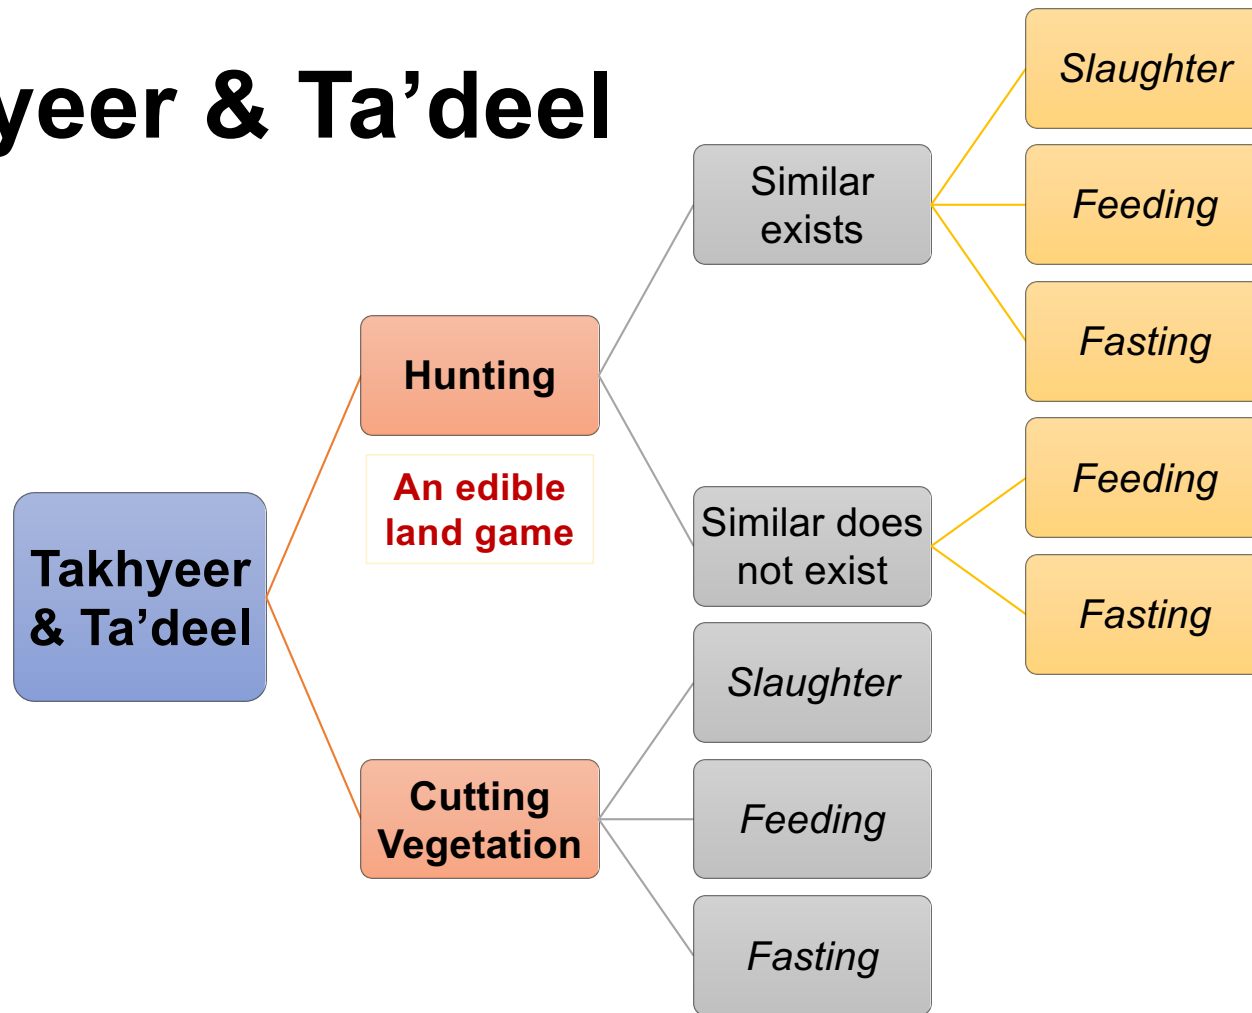 yeer & Ta’deel
Takhyeer
& Ta’deel
Hunting
An edible
land game
Similar
exists
Slaughter
Feeding
Fasting
Similar does
not exist
Feeding
Fasting
Cutting
Vegetation
Slaughter
Feeding
Fasting